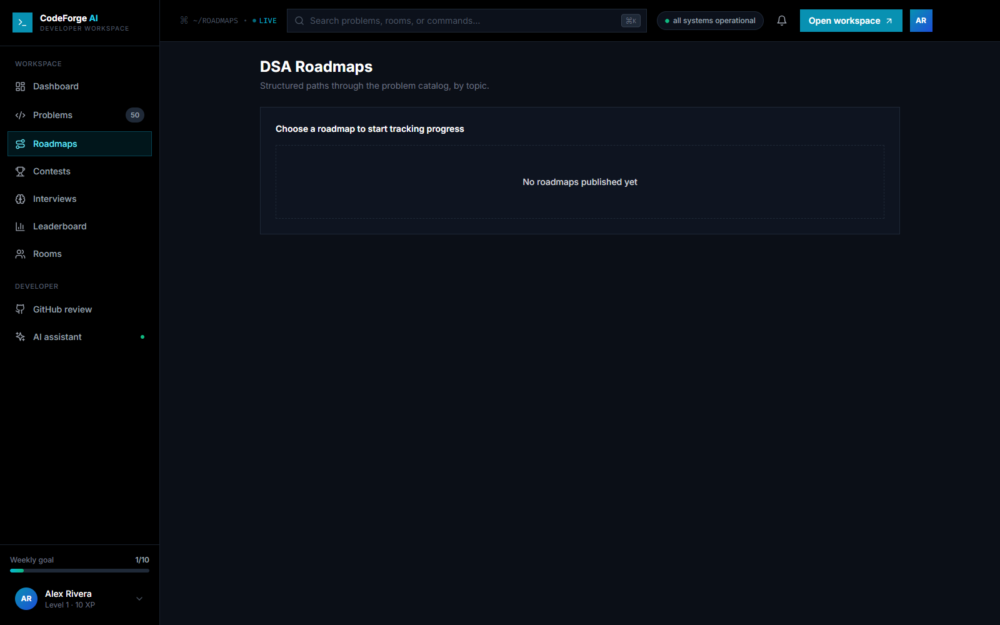 CodeForge AI
DEVELOPER WORKSPACE
⌘ ~/ROADMAPS • LIVE
Search problems, rooms, or commands...
⌘K
all systems operational
Open workspace
AR
WORKSPACE
Dashboard
Problems 50
Roadmaps
Contests
Interviews
Leaderboard
Rooms
DEVELOPER
GitHub review
AI assistant
DSA Roadmaps
Structured paths through the problem catalog, by topic.
Choose a roadmap to start tracking progress
No roadmaps published yet
Weekly goal 1/10
AR
Alex Rivera
Level 1 · 10 XP